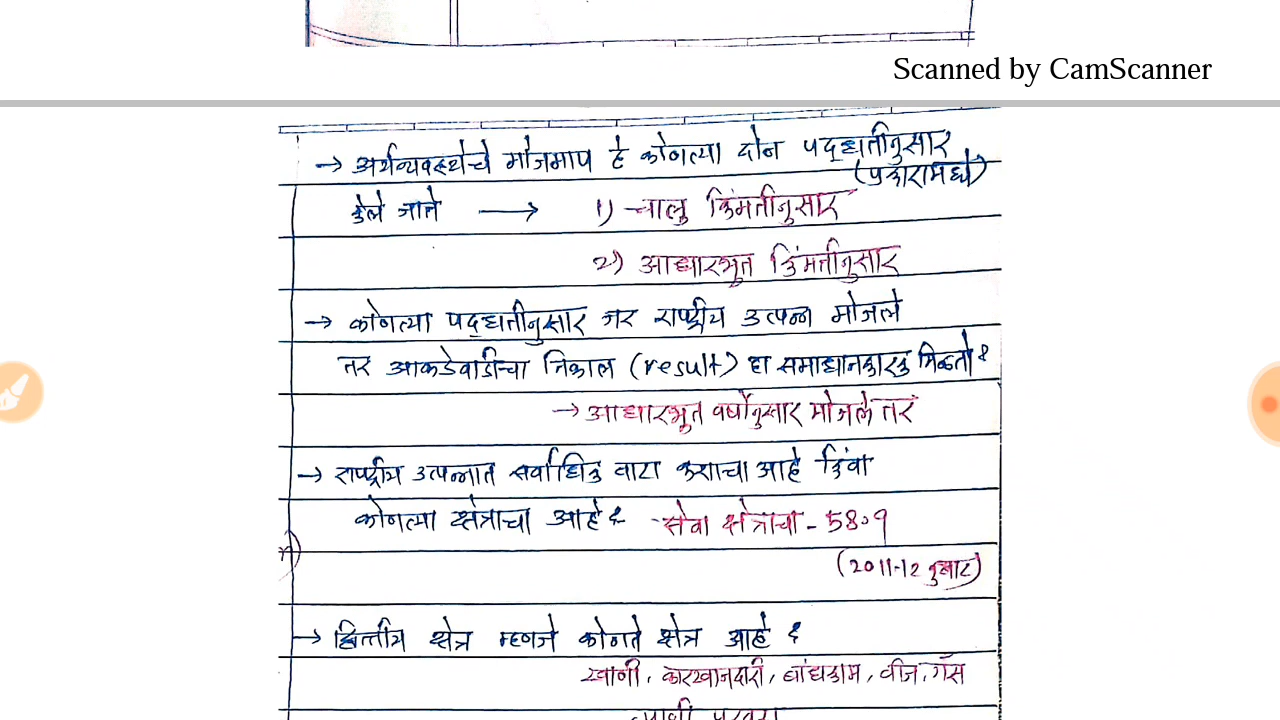 Scanned by CamScanner
→ अर्थव्यवस्थेचे मोजमाप हे कोणत्या दोन पद्धतीनुसार
(प्रकारामध्ये)
केले जाते → 1) चालु किंमतीनुसार
2) आधारभुत किंमतीनुसार
→ कोणत्या पद्धतीनुसार जर राष्ट्रीय उत्पन्न मोजले
तर आकडेवाडीचा निकाल (result) हा समाधानकारक मिळतो?
→ आधारभुत वर्षानुसार मोजले तर
→ राष्ट्रीय उत्पन्नात सर्वाधिक वाटा कशाचा आहे किंवा
कोणत्या क्षेत्राचा आहे? - सेवा क्षेत्राचा - 58.9
(2011-12 नुसार)
→ द्वित्तीय क्षेत्र म्हणजे कोणते क्षेत्र आहे?
खाणी, कारखानदारी, बांधकाम, वीज, गॅस